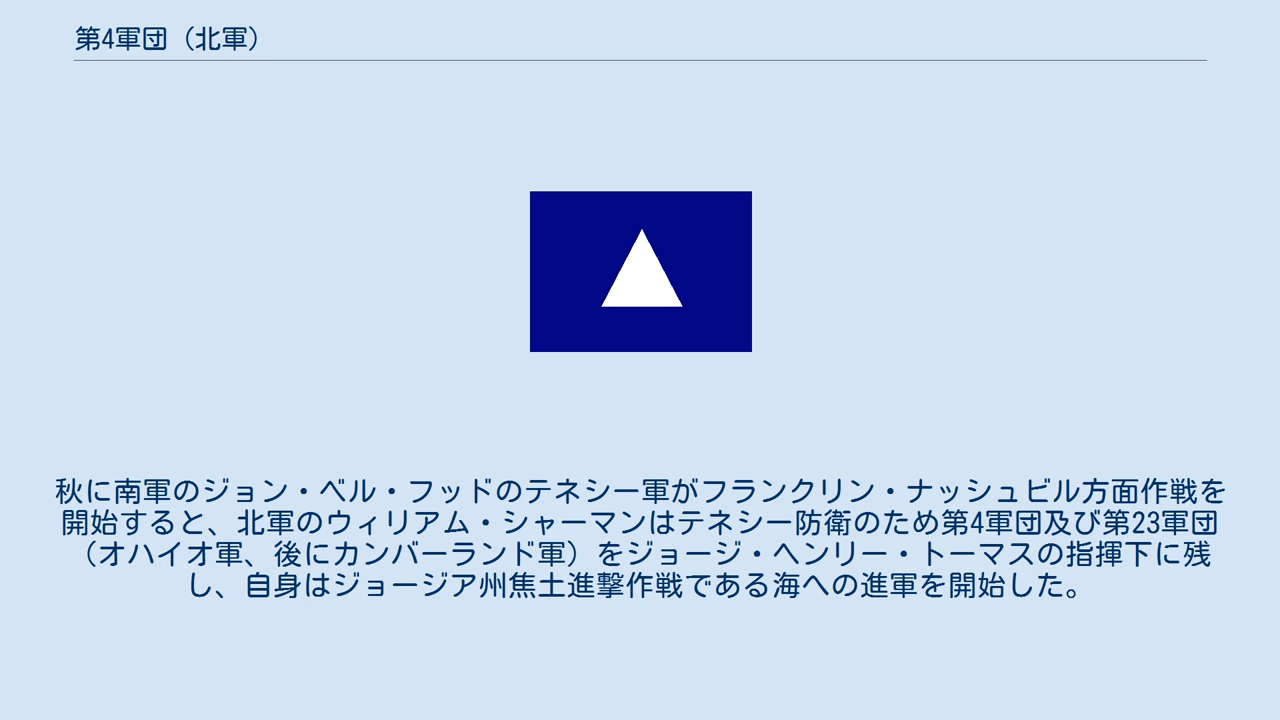 第4軍団（北軍）
秋に南軍のジョン・ベル・フッドのテネシー軍がフランクリン・ナッシュビル方面作戦を
開始すると、北軍のウィリアム・シャーマンはテネシー防衛のため第4軍団及び第23軍団
（オハイオ軍、後にカンバーランド軍）をジョージ・ヘンリー・トーマスの指揮下に残
し、自身はジョージア州焦土進撃作戦である海への進軍を開始した。